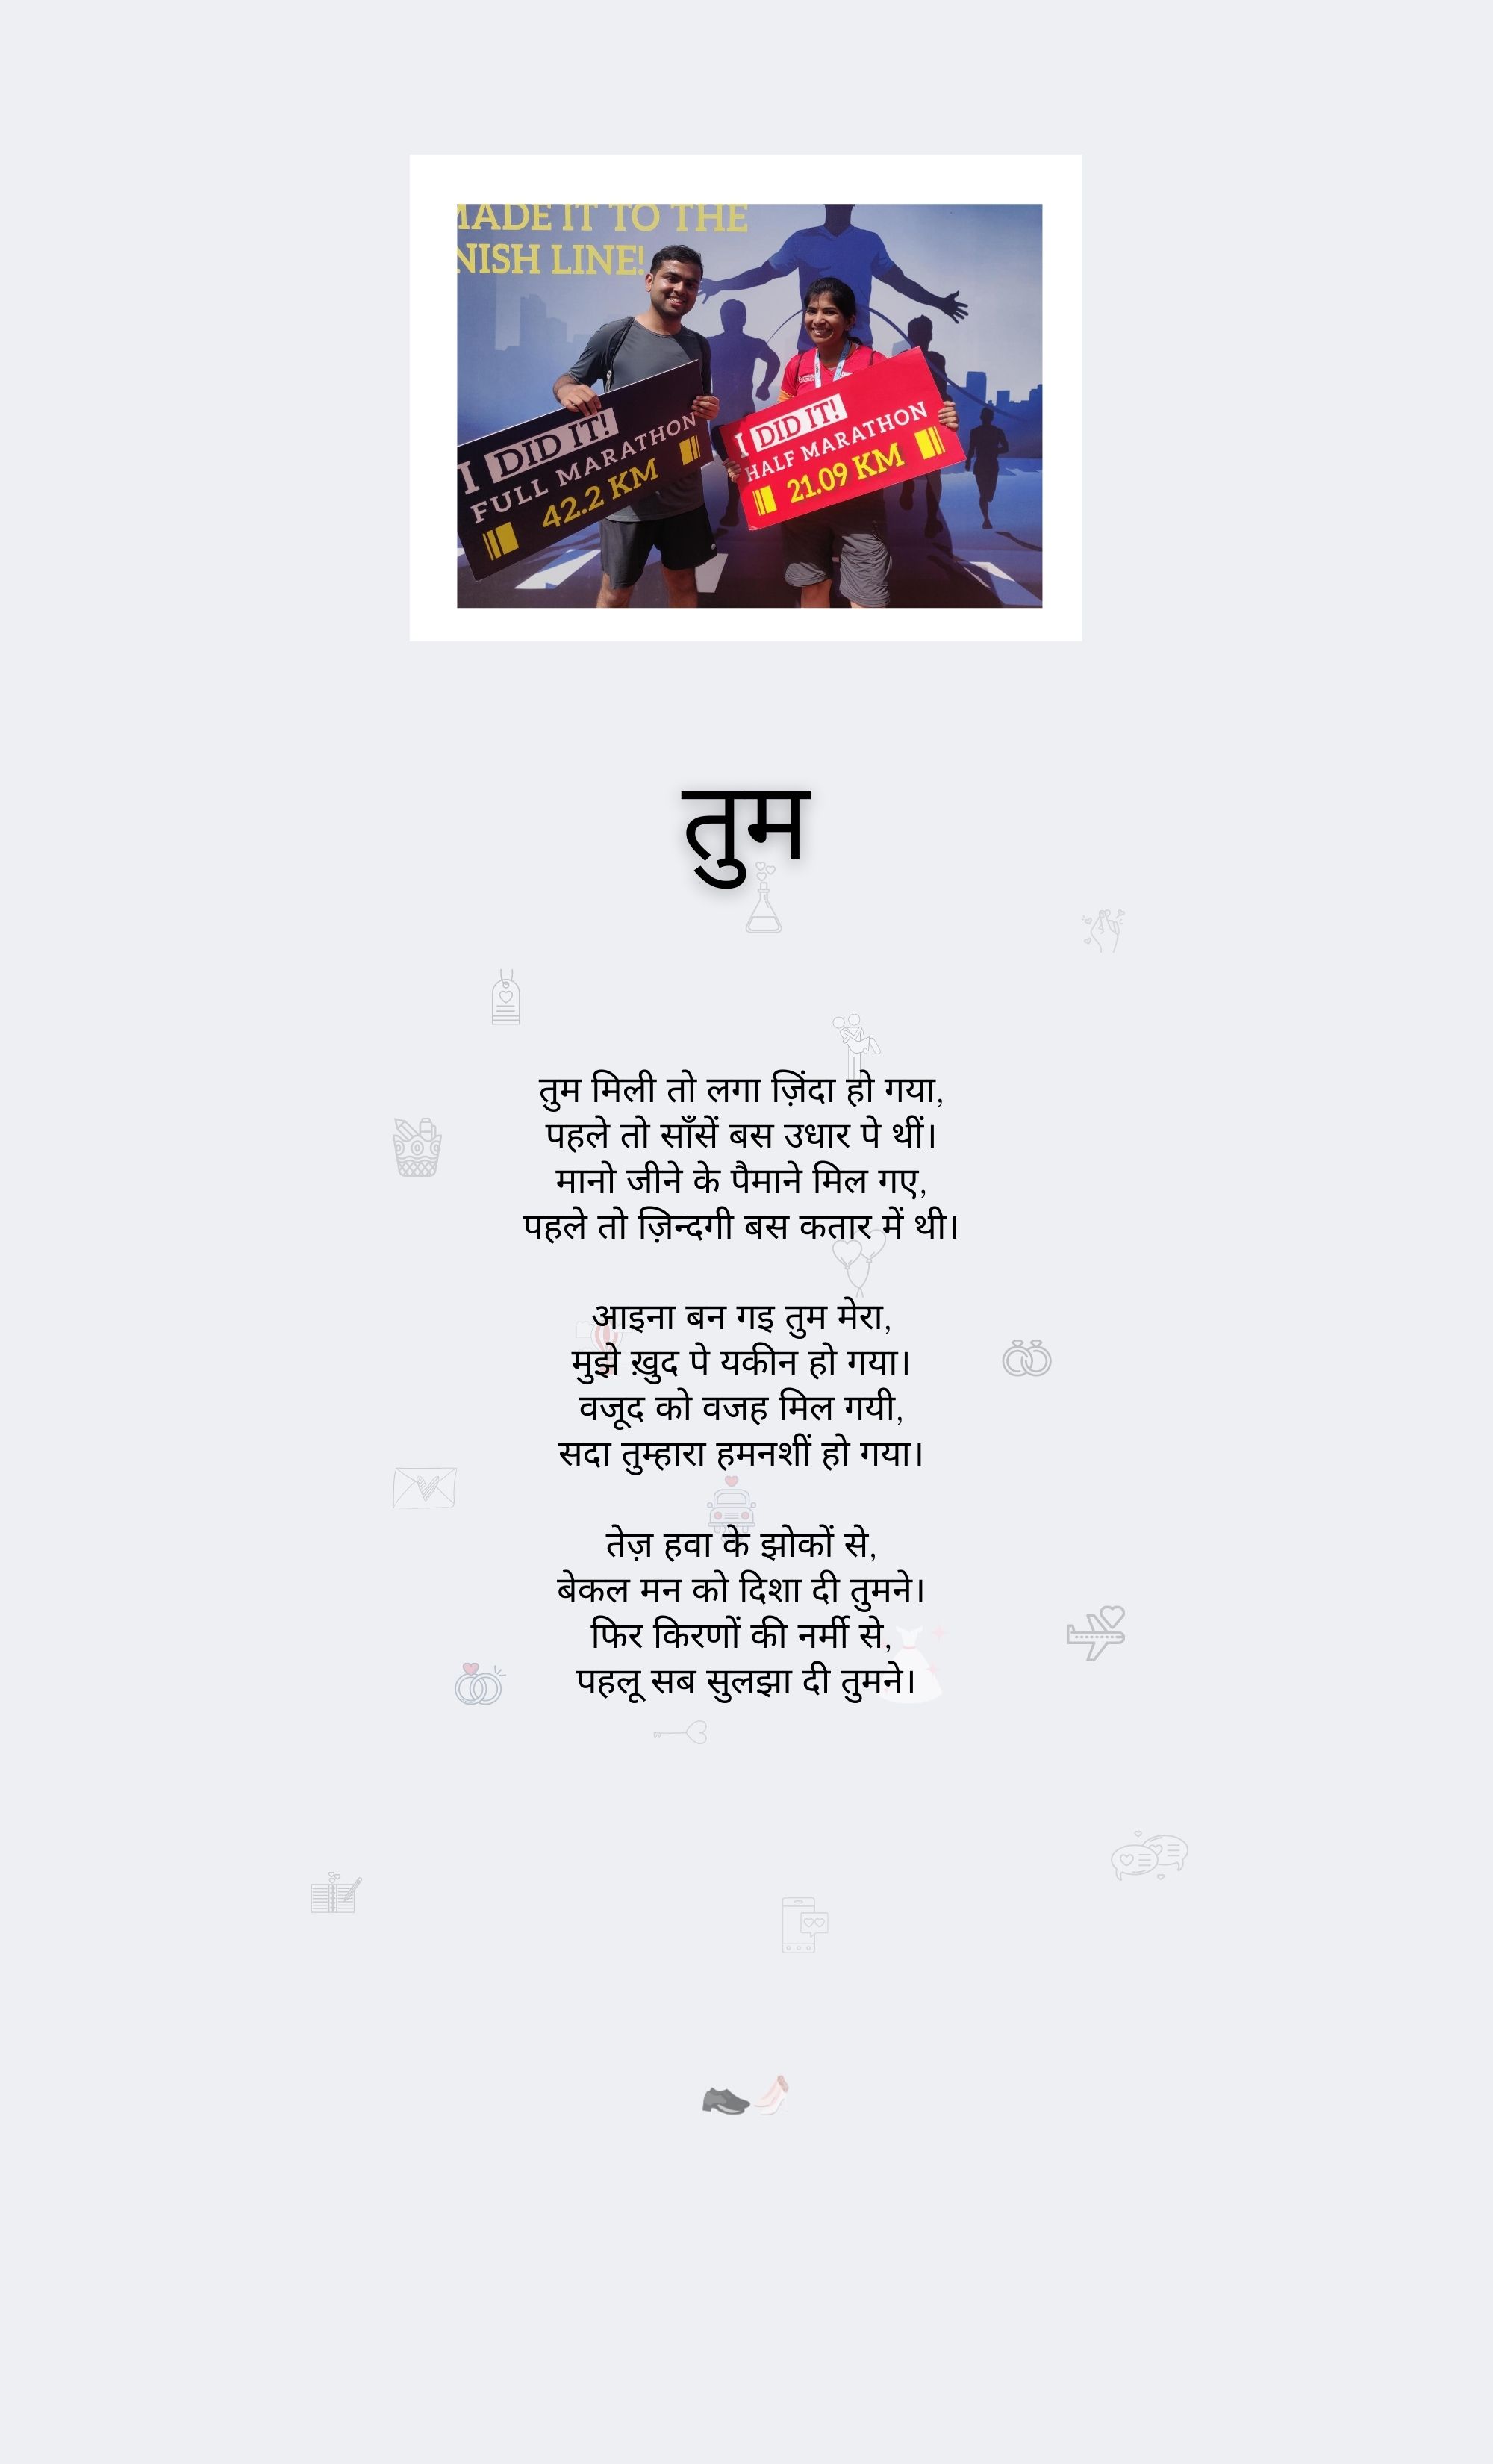 MADE IT TO THE
NISH LINE!
I DID IT!
FULL MARATHON
42.2 KM
I DID IT!
HALF MARATHON
21.09 KM
तुम
तुम मिली तो लगा ज़िंदा हो गया,
पहले तो साँसें बस उधार पे थीं।
मानो जीने के पैमाने मिल गए,
पहले तो ज़िन्दगी बस कतार में थी।
आइना बन गइ तुम मेरा,
मुझे ख़ुद पे यकीन हो गया।
वजूद को वजह मिल गयी,
सदा तुम्हारा हमनशीं हो गया।
तेज़ हवा के झोकों से,
बेकल मन को दिशा दी तुमने।
फिर किरणों की नर्मी से,
पहलू सब सुलझा दी तुमने।